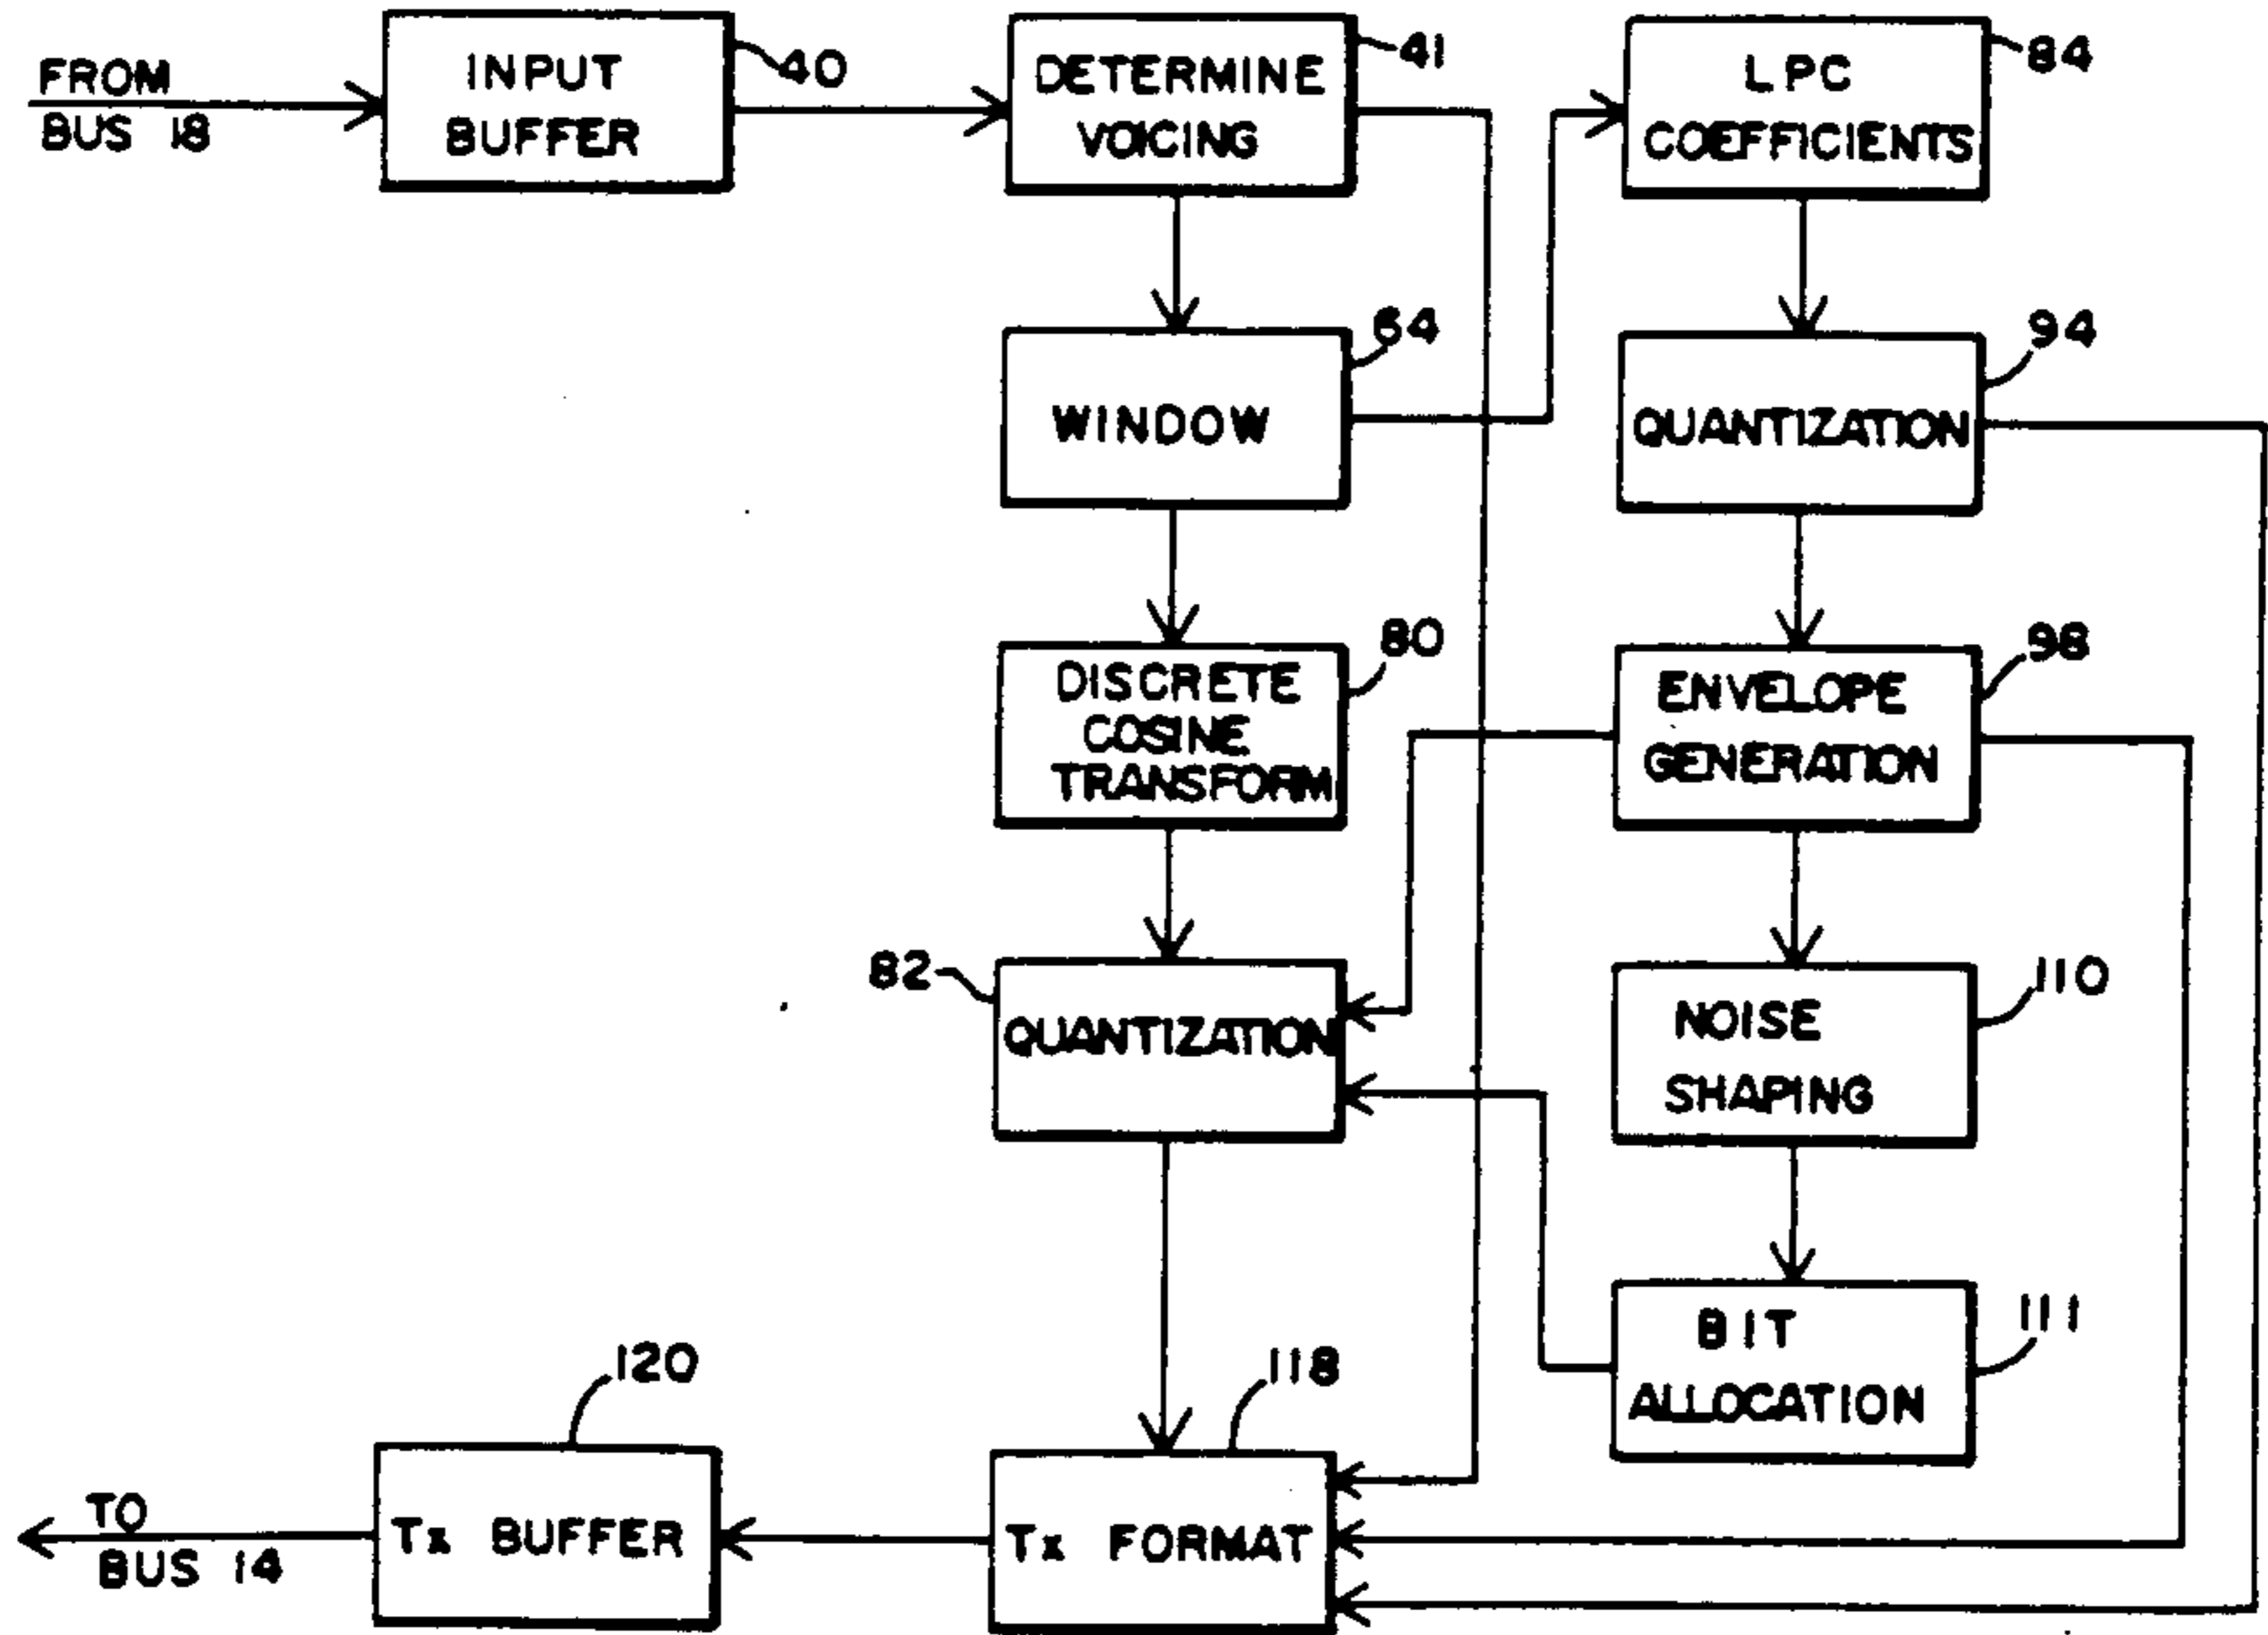 FROM
BUS 18
INPUT
BUFFER
40
DETERMINE
VOICING
41
LPC
COEFFICIENTS
84
WINDOW
64
QUANTIZATION
94
DISCRETE
COSINE
TRANSFORM
80
ENVELOPE
GENERATION
98
82
QUANTIZATION
NOISE
SHAPING
110
BIT
ALLOCATION
111
TO
BUS 14
Tx BUFFER
120
Tx FORMAT
118